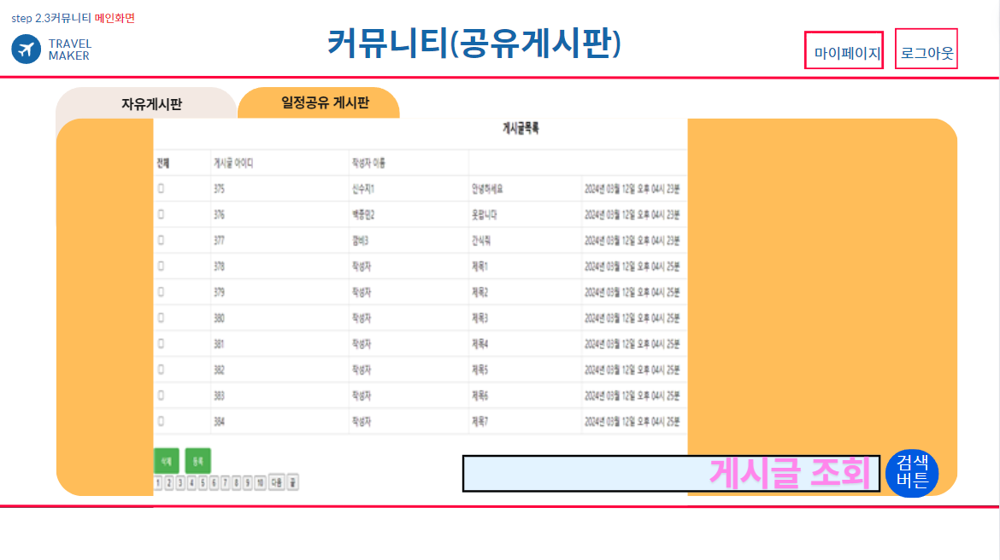 step 2.3커뮤니티 메인화면
TRAVEL
MAKER
커뮤니티(공유게시판)
마이페이지
로그아웃
자유게시판
일정공유 게시판
게시글목록
전체 게시글 아이디 작성자 이름
375 신수지1 안녕하세요 2024년 03월 12일 오후 04시 23분
376 백종민2 옷팝니다 2024년 03월 12일 오후 04시 23분
377 깜비3 간식줘 2024년 03월 12일 오후 04시 23분
378 작성자 제목1 2024년 03월 12일 오후 04시 25분
379 작성자 제목2 2024년 03월 12일 오후 04시 25분
380 작성자 제목3 2024년 03월 12일 오후 04시 25분
381 작성자 제목4 2024년 03월 12일 오후 04시 25분
382 작성자 제목5 2024년 03월 12일 오후 04시 25분
383 작성자 제목6 2024년 03월 12일 오후 04시 25분
384 작성자 제목7 2024년 03월 12일 오후 04시 25분
삭제 등록
1 2 3 4 5 6 7 8 9 10 다음 끝
게시글 조회
검색
버튼